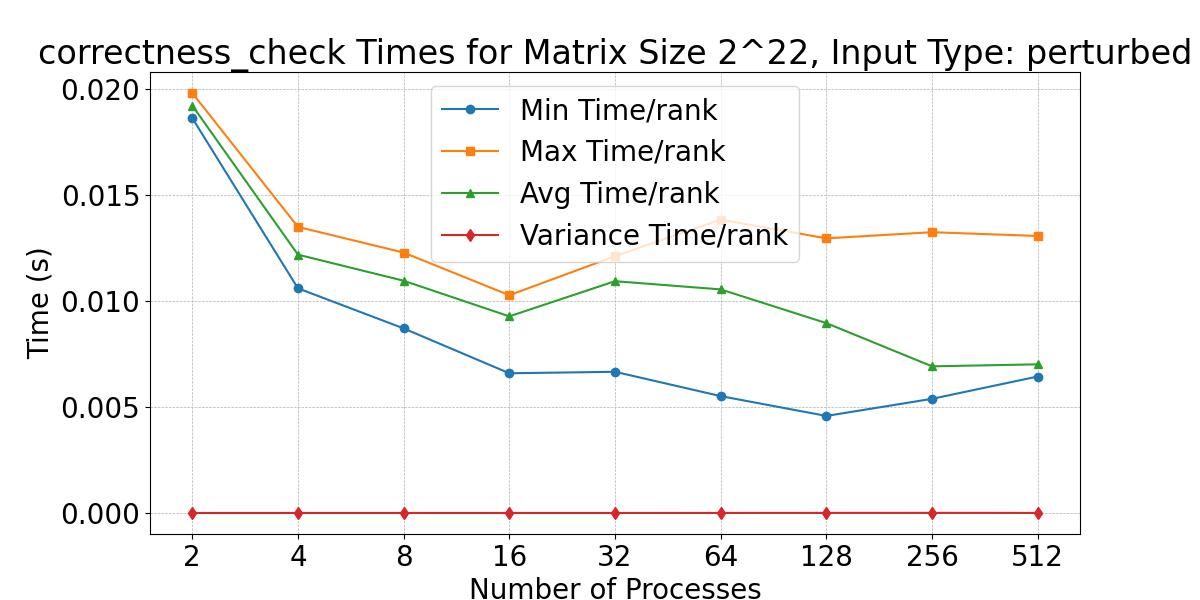 correctness_check Times for Matrix Size 2^22, Input Type: perturbed
Min Time/rank
Max Time/rank
Avg Time/rank
Variance Time/rank
Time (s)
0.020
0.015
0.010
0.005
0.000
2 4 8 16 32 64 128 256 512
Number of Processes